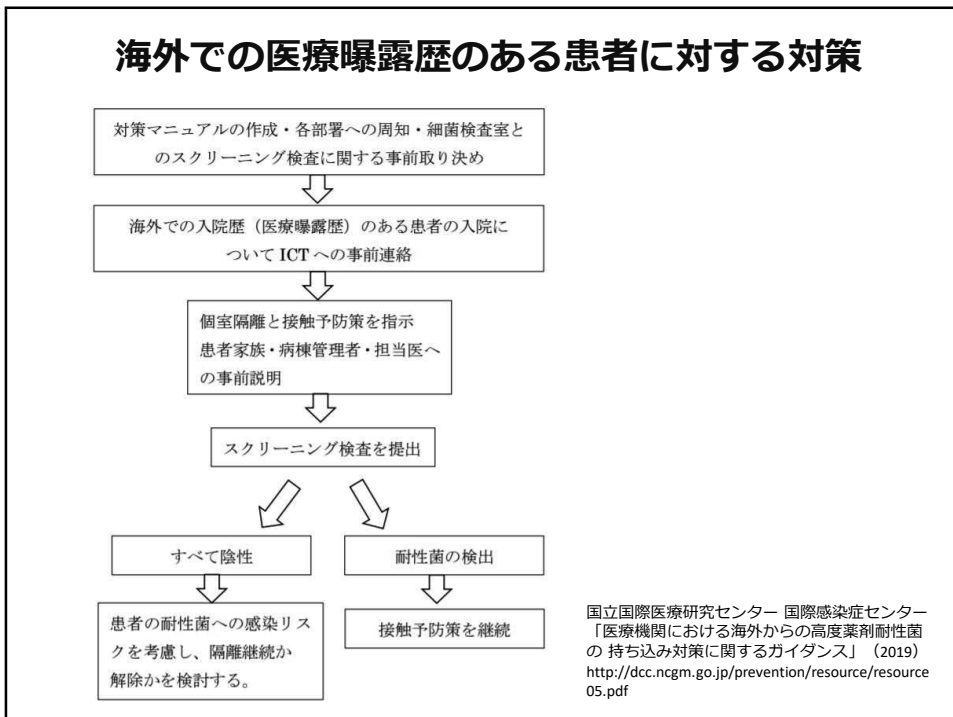 海外での医療曝露歴のある患者に対する対策
対策マニュアルの作成・各部署への周知・細菌検査室と
のスクリーニング検査に関する事前取り決め
海外での入院歴（医療曝露歴）のある患者の入院に
ついて ICT への事前連絡
個室隔離と接触予防策を指示
患者家族・病棟管理者・担当医へ
の事前説明
スクリーニング検査を提出
すべて陰性
耐性菌の検出
患者の耐性菌への感染リス
クを考慮し、隔離継続か
解除かを検討する。
接触予防策を継続
国立国際医療研究センター 国際感染症センター
「医療機関における海外からの高度薬剤耐性菌
の 持ち込み対策に関するガイダンス」（2019）
http://dcc.ncgm.go.jp/prevention/resource/resource
05.pdf